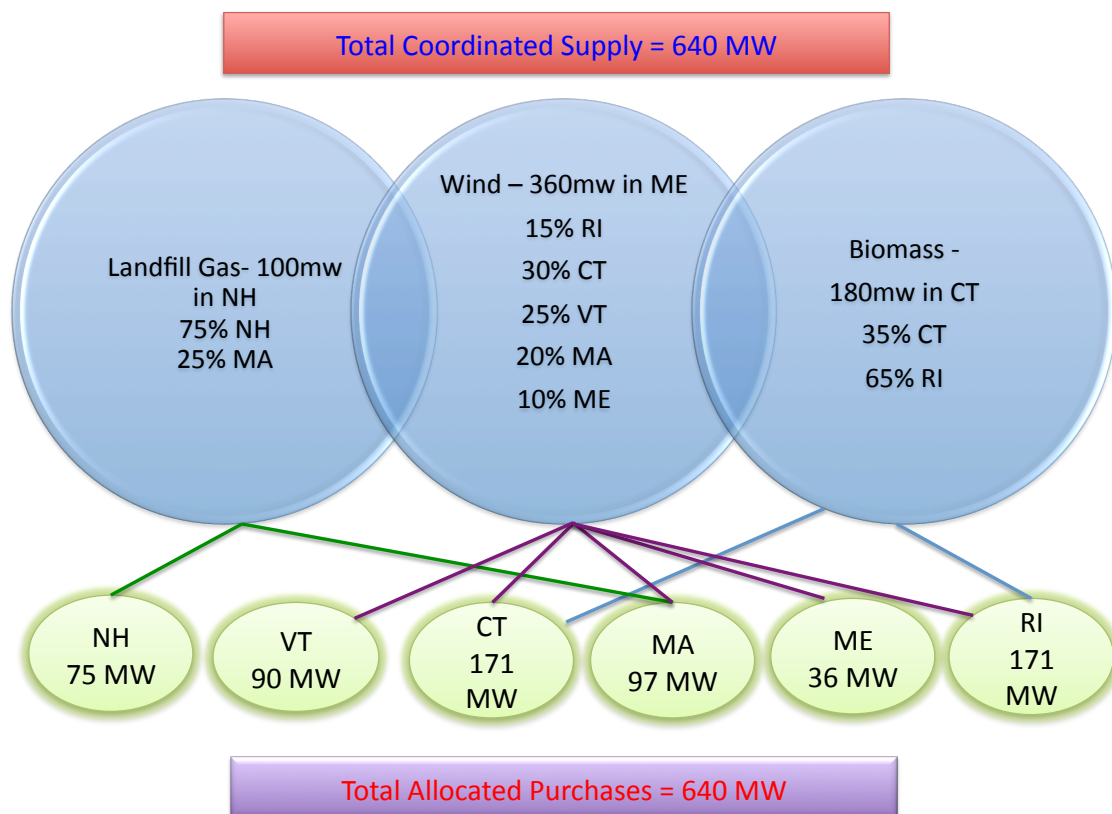 Total Coordinated Supply = 640 MW
Landfill Gas- 100mw
in NH
75% NH
25% MA
Wind – 360mw in ME
15% RI
30% CT
25% VT
20% MA
10% ME
Biomass -
180mw in CT
35% CT
65% RI
NH
75 MW
VT
90 MW
CT
171
MW
MA
97 MW
ME
36 MW
RI
171
MW
Total Allocated Purchases = 640 MW